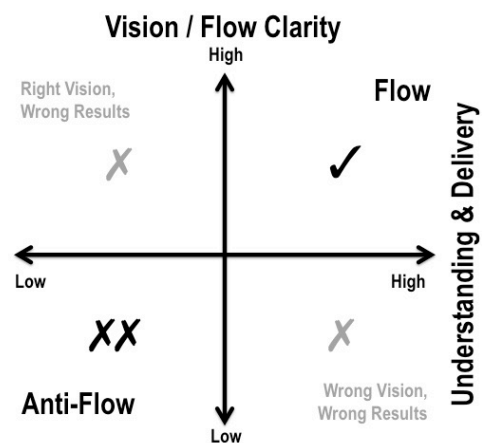 Vision / Flow Clarity
High
Right Vision,
Wrong Results
Flow
Understanding & Delivery
Low
High
Anti-Flow
Wrong Vision,
Wrong Results
Low